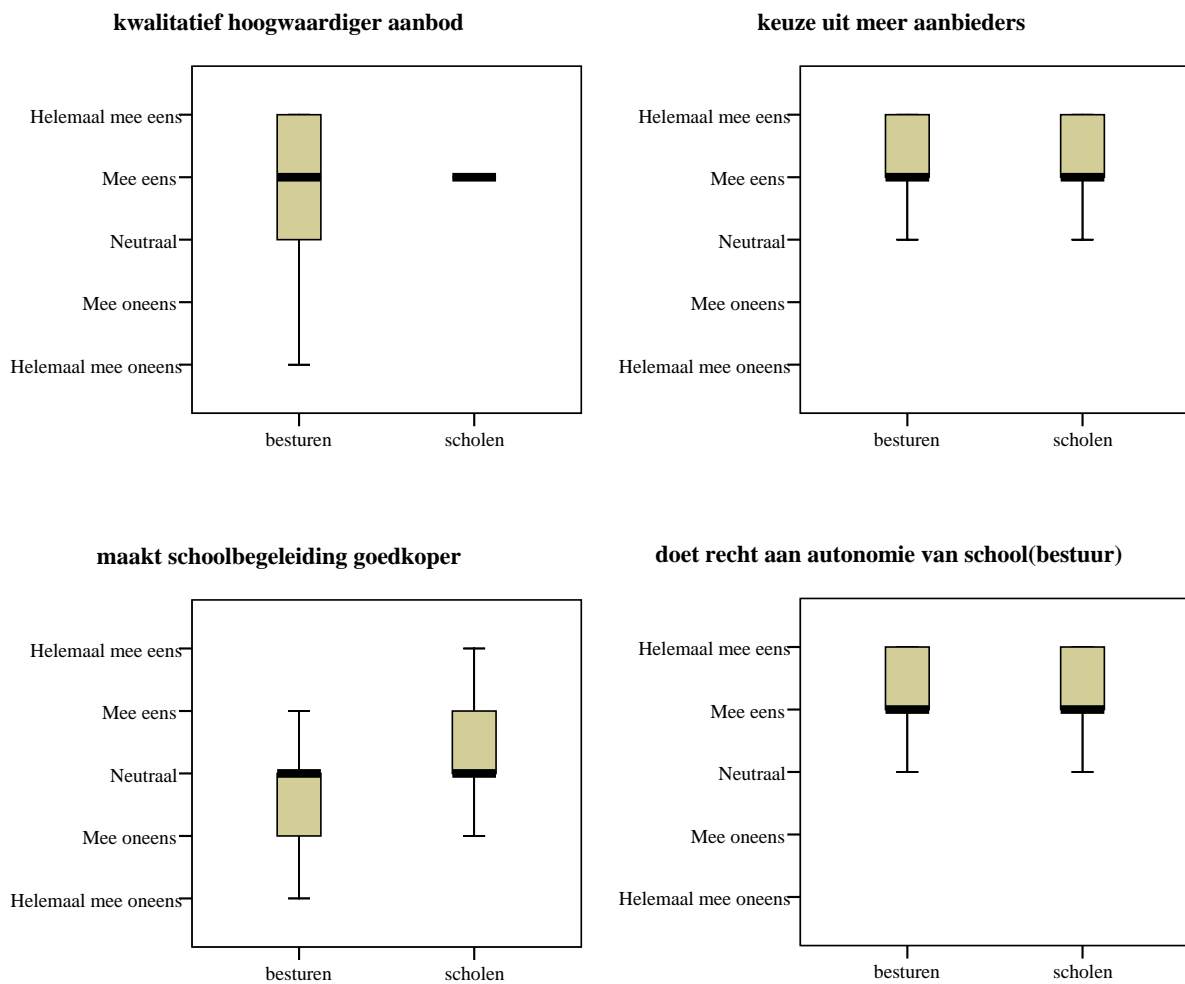 kwalitatief hoogwaardiger aanbod
Helemaal mee eens
Mee eens
Neutraal
Mee oneens
Helemaal mee oneens
besturen
scholen
keuze uit meer aanbieders
Helemaal mee eens
Mee eens
Neutraal
Mee oneens
Helemaal mee oneens
besturen
scholen
maakt schoolbegeleiding goedkoper
Helemaal mee eens
Mee eens
Neutraal
Mee oneens
Helemaal mee oneens
besturen
scholen
doet recht aan autonomie van school(bestuur)
Helemaal mee eens
Mee eens
Neutraal
Mee oneens
Helemaal mee oneens
besturen
scholen